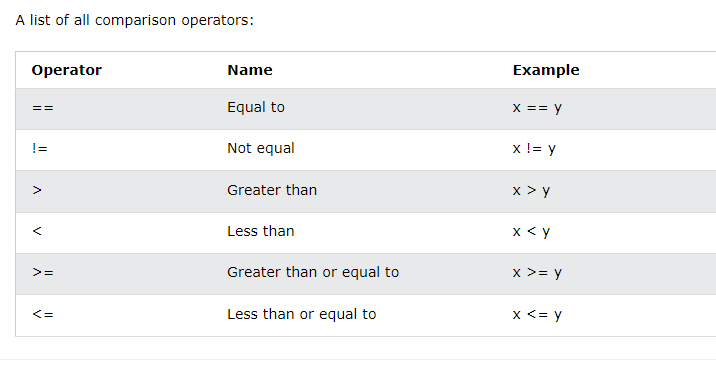 A list of all comparison operators:
Operator Name Example
== Equal to x == y
!= Not equal x != y
> Greater than x > y
< Less than x < y
>= Greater than or equal to x >= y
<= Less than or equal to x <= y